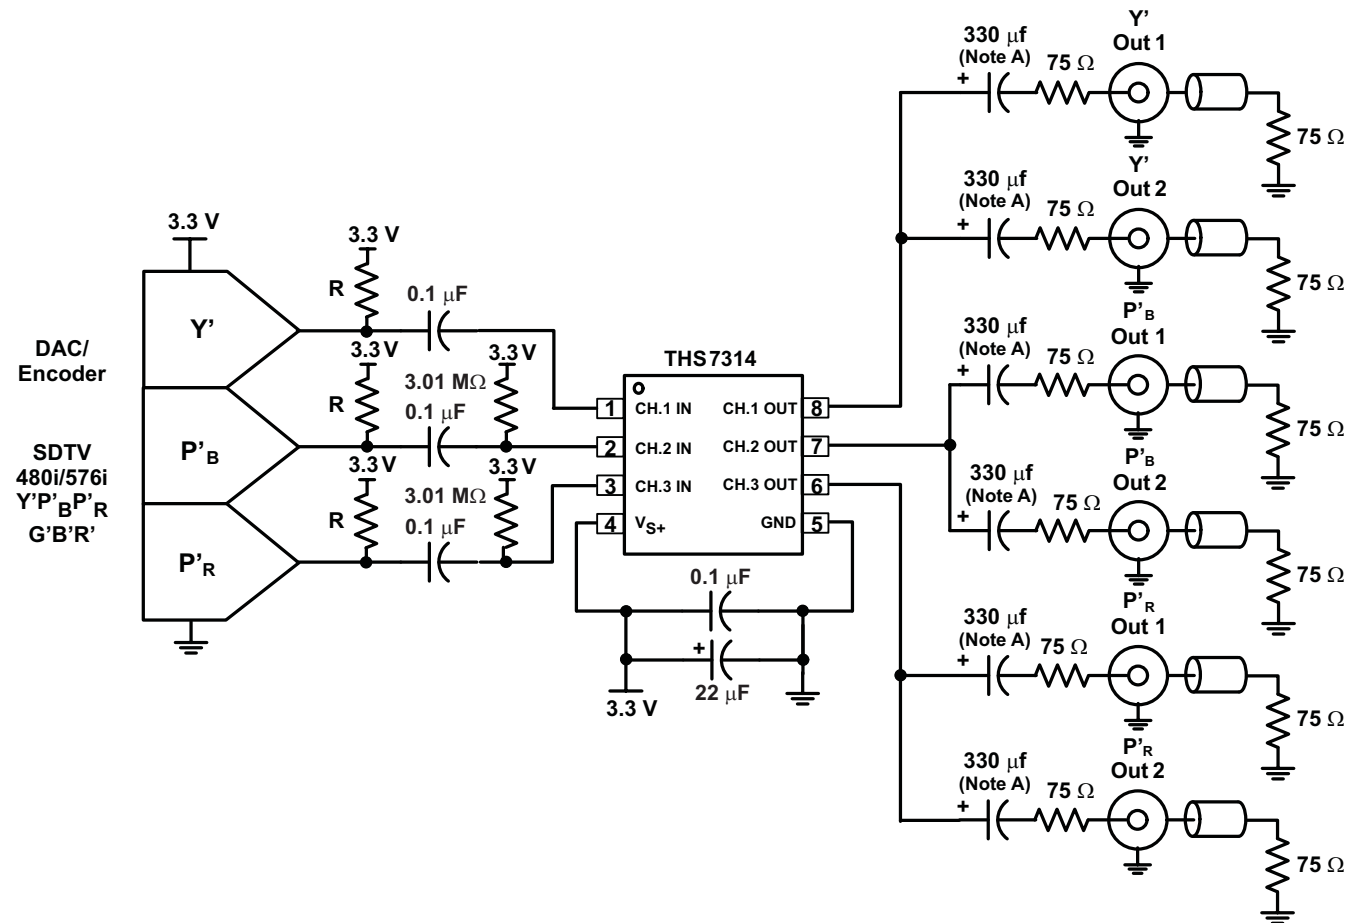 Y'
Out 1
330 μf
(Note A)
75 Ω
+
75 Ω
Y'
Out 2
330 μf
(Note A)
75 Ω
+
75 Ω
3.3 V
3.3 V
R
0.1 μF
Y'
DAC/
Encoder
3.3 V
3.3 V
3.01 MΩ
R
0.1 μF
P'B
SDTV
480i/576i
Y'P'BP'R
G'B'R'
3.3 V
3.3 V
3.01 MΩ
R
0.1 μF
P'R
THS7314
1 CH.1 IN CH.1 OUT 8
2 CH.2 IN CH.2 OUT 7
3 CH.3 IN CH.3 OUT 6
4 VS+ GND 5
0.1 μF
+
22 μF
3.3 V
P'B
Out 1
330 μf
(Note A)
75 Ω
+
75 Ω
P'B
Out 2
330 μf
(Note A)
75 Ω
+
75 Ω
P'R
Out 1
330 μf
(Note A)
75 Ω
+
75 Ω
P'R
Out 2
330 μf
(Note A)
75 Ω
+
75 Ω